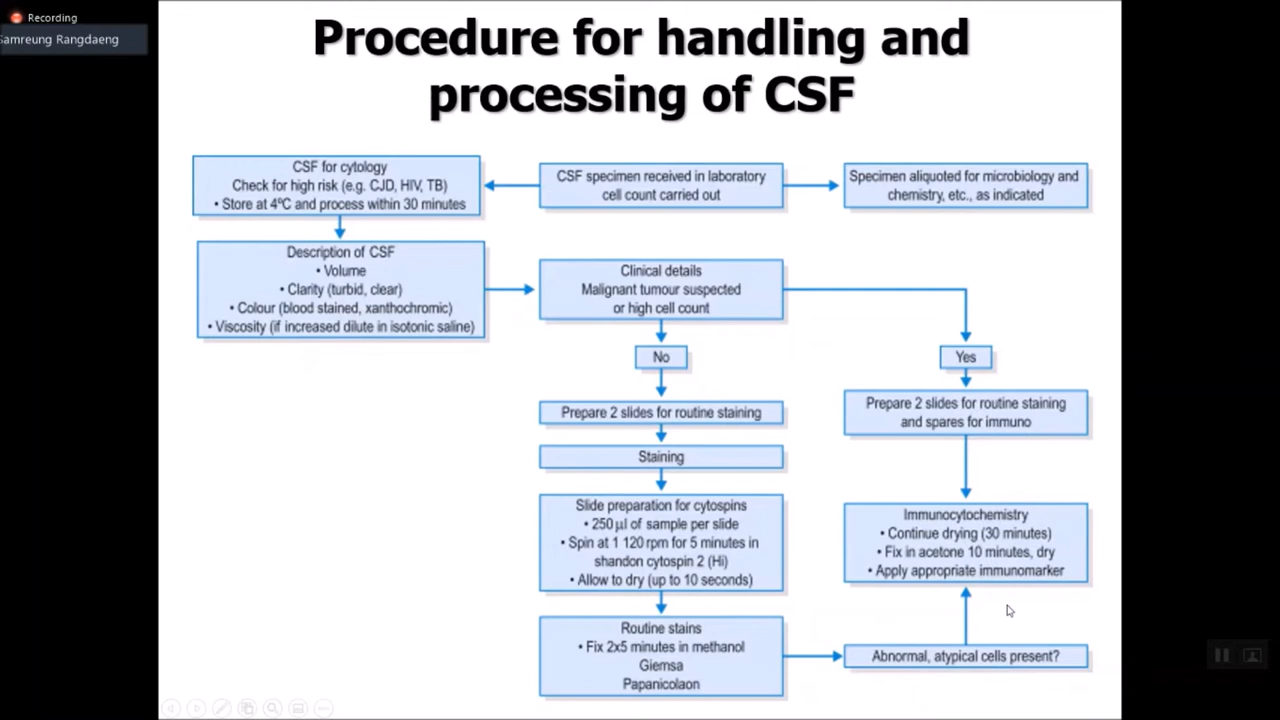 Recording
Samreung Rangdaeng
Procedure for handling and
processing of CSF
CSF for cytology
Check for high risk (e.g. CJD, HIV, TB)
• Store at 4ºC and process within 30 minutes
CSF specimen received in laboratory
cell count carried out
Specimen aliquoted for microbiology and
chemistry, etc., as indicated
Description of CSF
• Volume
• Clarity (turbid, clear)
• Colour (blood stained, xanthochromic)
• Viscosity (if increased dilute in isotonic saline)
Clinical details
Malignant tumour suspected
or high cell count
No
Yes
Prepare 2 slides for routine staining
Prepare 2 slides for routine staining
and spares for immuno
Staining
Slide preparation for cytospins
• 250 µl of sample per slide
• Spin at 1 120 rpm for 5 minutes in
shandon cytospin 2 (Hi)
• Allow to dry (up to 10 seconds)
Immunocytochemistry
• Continue drying (30 minutes)
• Fix in acetone 10 minutes, dry
• Apply appropriate immunomarker
Routine stains
• Fix 2x5 minutes in methanol
Giemsa
Papanicolaon
Abnormal, atypical cells present?